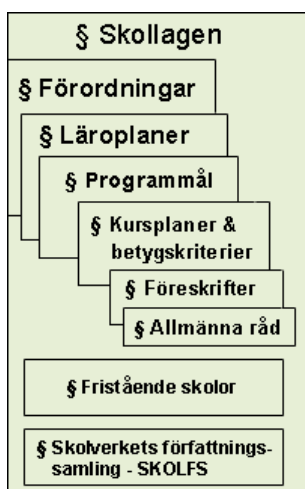 § Skollagen
§ Förordningar
§ Läroplaner
§ Programmål
§ Kursplaner &
betygskriterier
§ Föreskrifter
§ Allmänna råd
§ Fristående skolor
§ Skolverkets författnings-
samling - SKOLFS